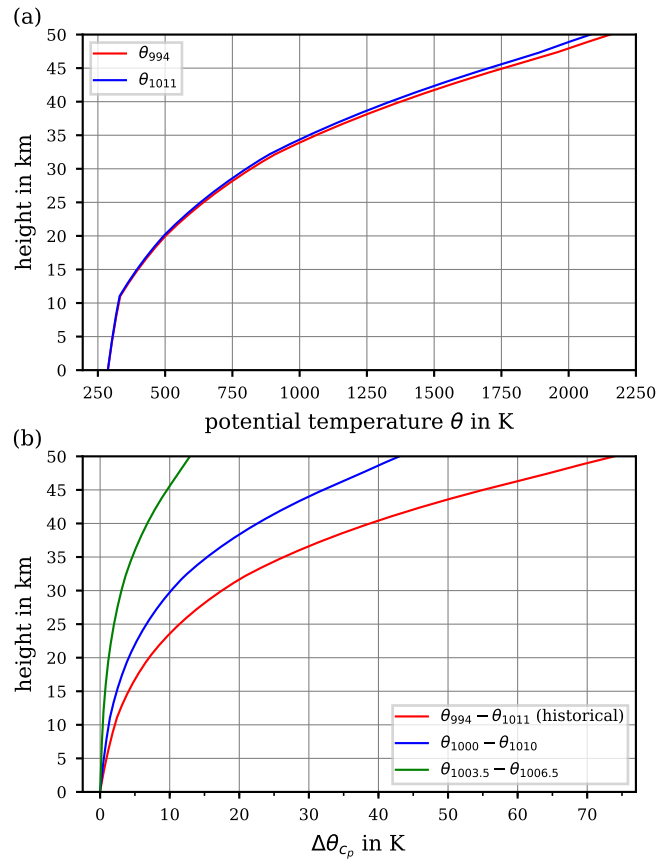 (a)
50
45
40
35
30
25
20
15
10
5
0
height in km
θ994
θ1011
250 500 750 1000 1250 1500 1750 2000 2250
potential temperature θ in K
(b)
50
45
40
35
30
25
20
15
10
5
0
height in km
θ994 − θ1011 (historical)
θ1000 − θ1010
θ1003.5 − θ1006.5
0 10 20 30 40 50 60 70
Δθcp in K